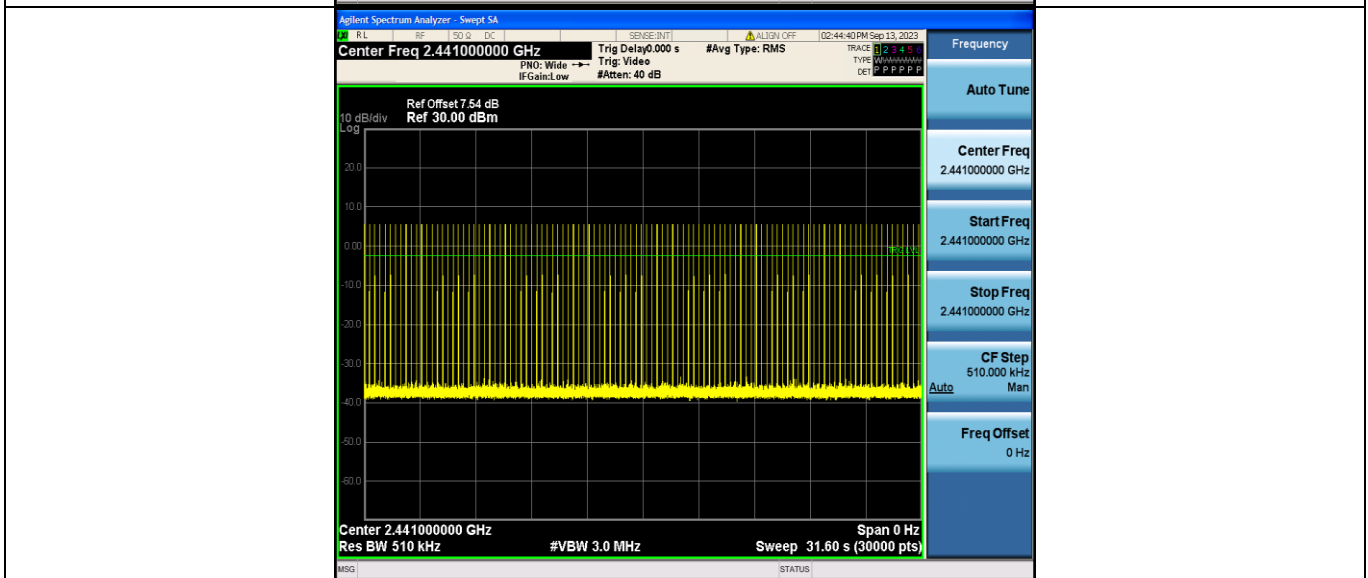 Agilent Spectrum Analyzer - Swept SA
RL RF 50 Ω DC SENSE:INT ALIGN OFF 02:44:40 PM Sep 13, 2023
Center Freq 2.441000000 GHz
PNO: Wide
IFGain:Low
Trig Delay0.000 s
Trig: Video
#Atten: 40 dB
#Avg Type: RMS
TRACE 1 2 3 4 5 6
TYPE
DET P P P P P P
Ref Offset 7.54 dB
10 dB/div Ref 30.00 dBm
Log
20.0
10.0
0.00
TRIG LVL
-10.0
-20.0
-30.0
-40.0
-50.0
-60.0
Center 2.441000000 GHz Span 0 Hz
Res BW 510 kHz #VBW 3.0 MHz Sweep 31.60 s (30000 pts)
MSG STATUS
Frequency
Auto Tune
Center Freq
2.441000000 GHz
Start Freq
2.441000000 GHz
Stop Freq
2.441000000 GHz
CF Step
510.000 kHz
Auto Man
Freq Offset
0 Hz